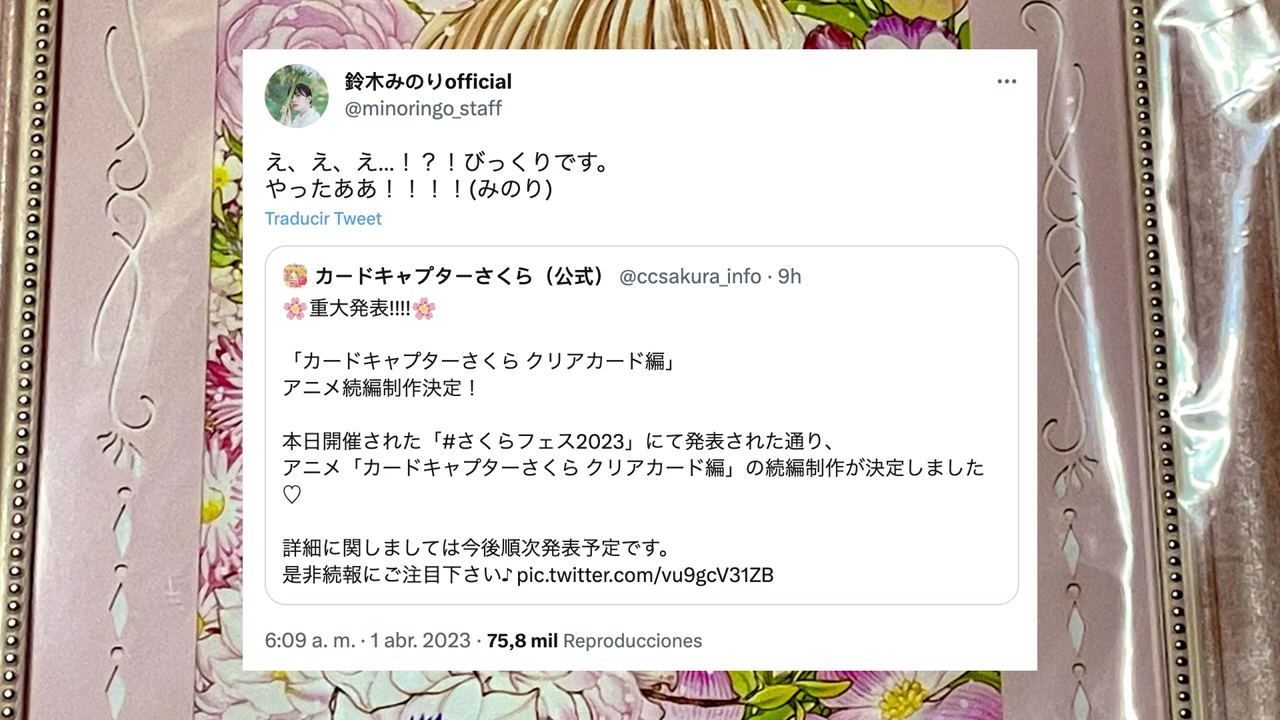 鈴木みのりofficial
@minoringo_staff
え、え、え...！？！びっくりです。
やったああ！！！！(みのり)
Traducir Tweet
カードキャプターさくら（公式） @ccsakura_info · 9h
🌸重大発表!!!!🌸
「カードキャプターさくら クリアカード編」
アニメ続編制作決定！
本日開催された「#さくらフェス2023」にて発表された通り、
アニメ「カードキャプターさくら クリアカード編」の続編制作が決定しました
♡
詳細に関しましては今後順次発表予定です。
是非続報にご注目下さい♪ pic.twitter.com/vu9gcV31ZB
6:09 a. m. · 1 abr. 2023 · 75,8 mil Reproducciones